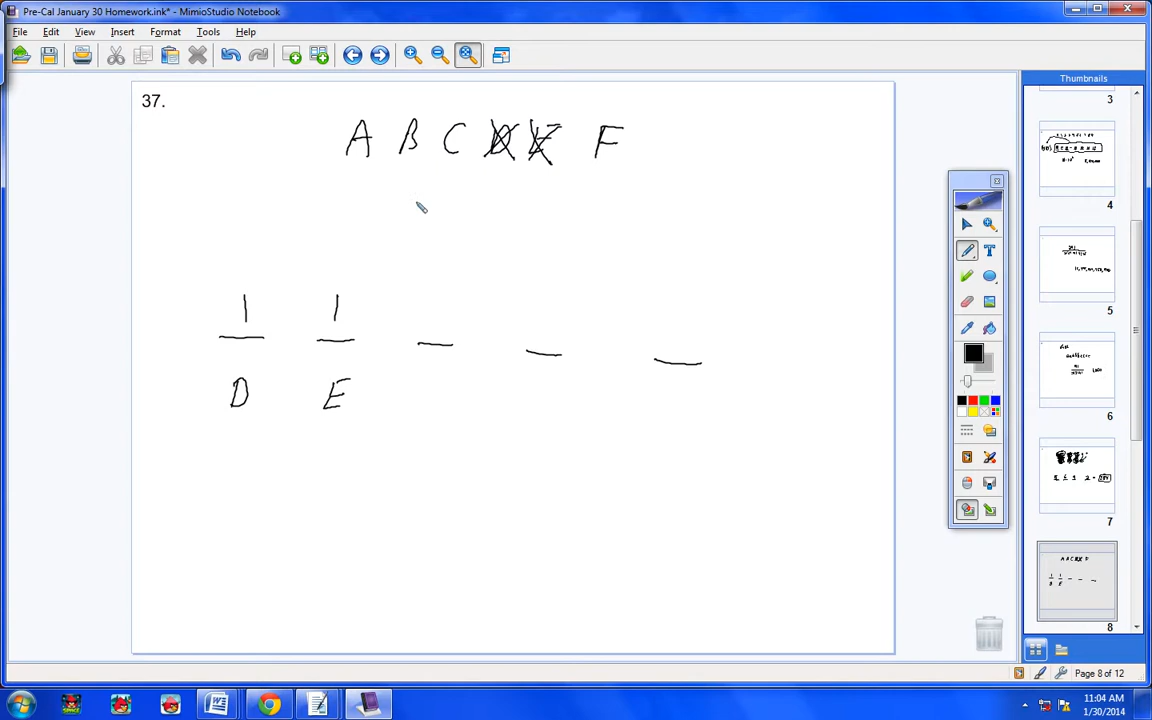 Pre-Cal January 30 Homework.ink* - MimioStudio Notebook
File Edit View Insert Format Tools Help
Thumbnails
37.
A B C D E F
1 1
D E
3
4
5
6
7
8
Page 8 of 12
11:04 AM
1/30/2014